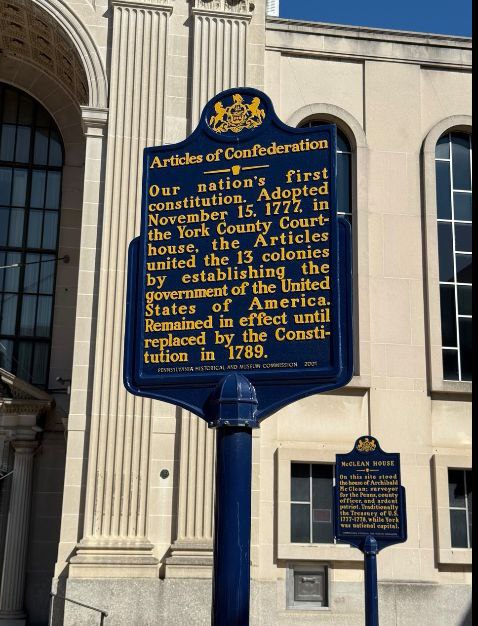 Articles of Confederation
Our nation's first
constitution. Adopted
November 15, 1777, in
the York County Court-
house, the Articles
united the 13 colonies
by establishing the
government of the United
States of America.
Remained in effect until
replaced by the Consti-
tution in 1789.
PENNSYLVANIA HISTORICAL AND MUSEUM COMMISSION 2001
McCLEAN HOUSE
On this site stood
the house of Archibald
McClean; surveyor
for the Penns, county
officer, and ardent
patriot. Traditionally
the Treasury of U.S.
1777-1778, while York
was national capital.